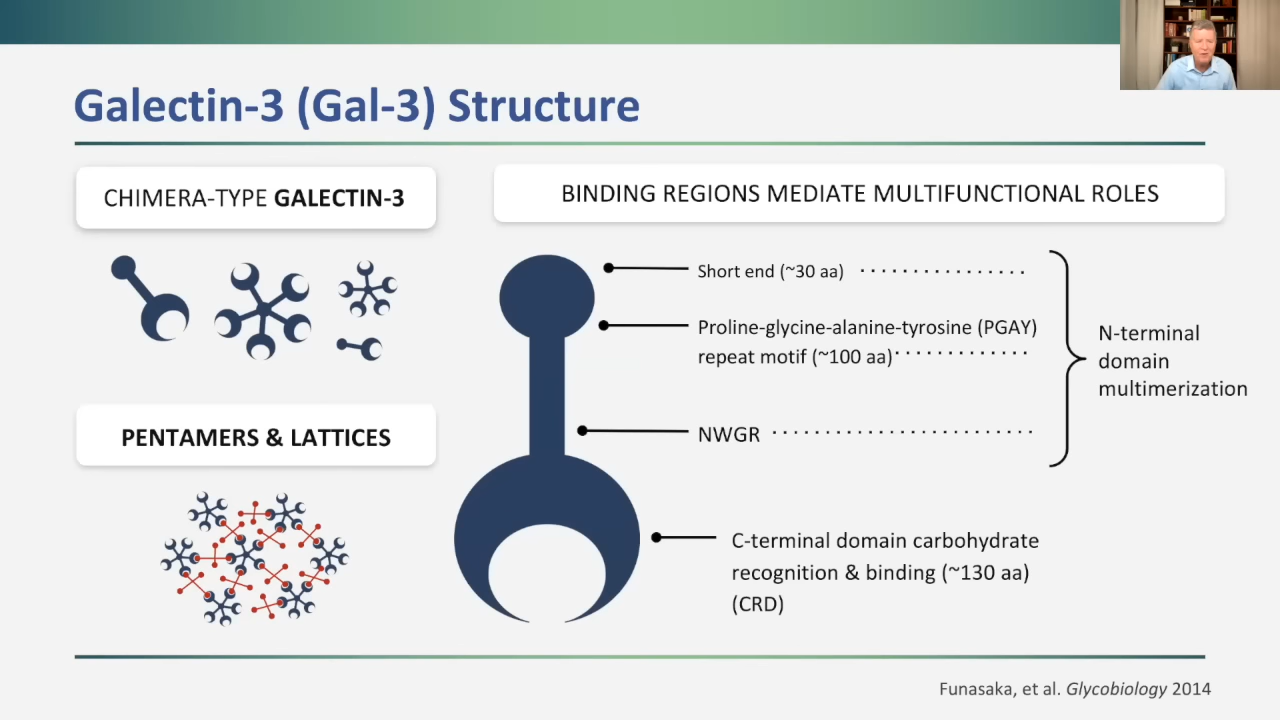 Galectin-3 (Gal-3) Structure
CHIMERA-TYPE GALECTIN-3
PENTAMERS & LATTICES
BINDING REGIONS MEDIATE MULTIFUNCTIONAL ROLES
Short end (~30 aa)
Proline-glycine-alanine-tyrosine (PGAY)
repeat motif (~100 aa)
NWGR
N-terminal
domain
multimerization
C-terminal domain carbohydrate
recognition & binding (~130 aa)
(CRD)
Funasaka, et al. Glycobiology 2014